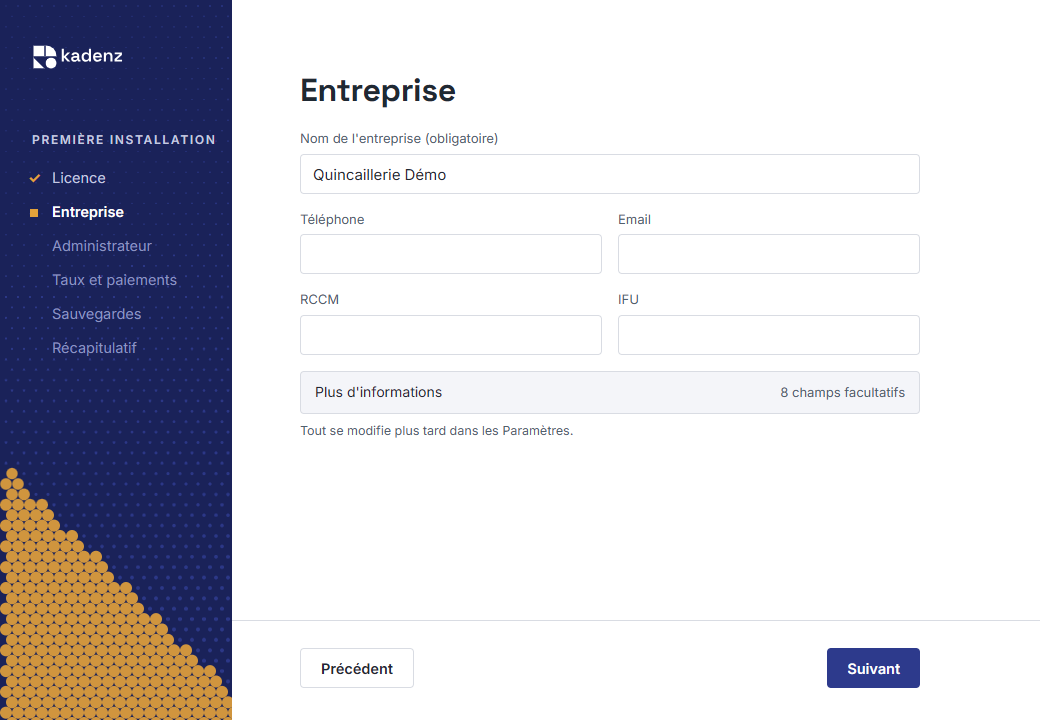 kadenz
PREMIÈRE INSTALLATION
Licence
Entreprise
Administrateur
Taux et paiements
Sauvegardes
Récapitulatif
Entreprise
Nom de l'entreprise (obligatoire)
Quincaillerie Démo
Téléphone Email
RCCM IFU
Plus d'informations 8 champs facultatifs
Tout se modifie plus tard dans les Paramètres.
Précédent Suivant